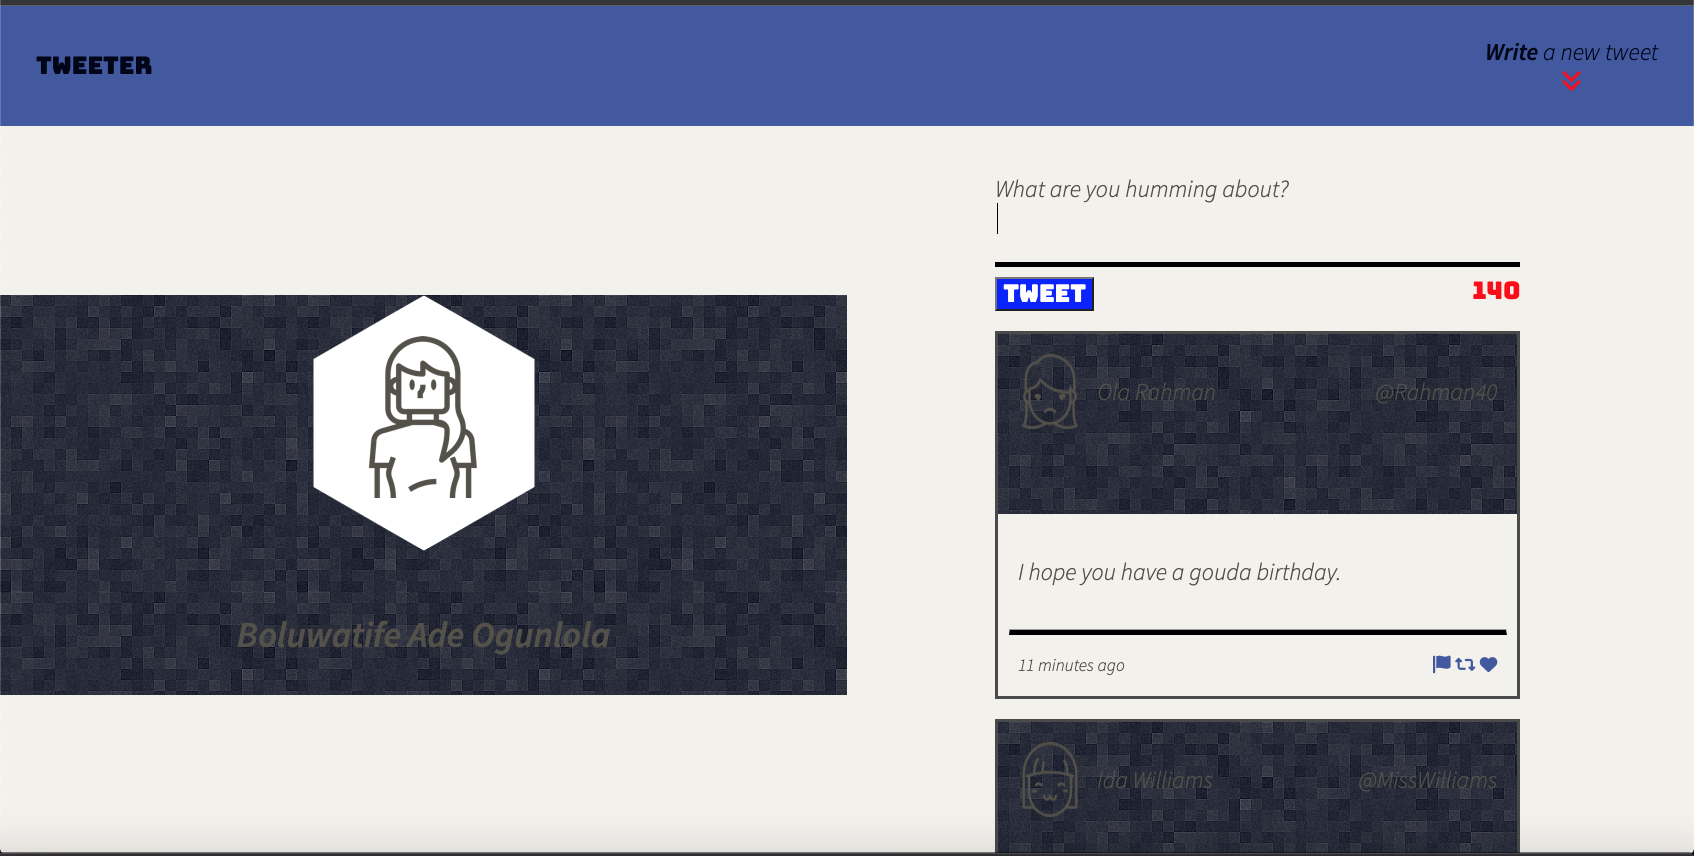 TWEETER
Write a new tweet
Boluwatife Ade Ogunlola
What are you humming about?
TWEET
140
Ola Rahman
@Rahman40
I hope you have a gouda birthday.
11 minutes ago
Ida Williams
@MissWilliams